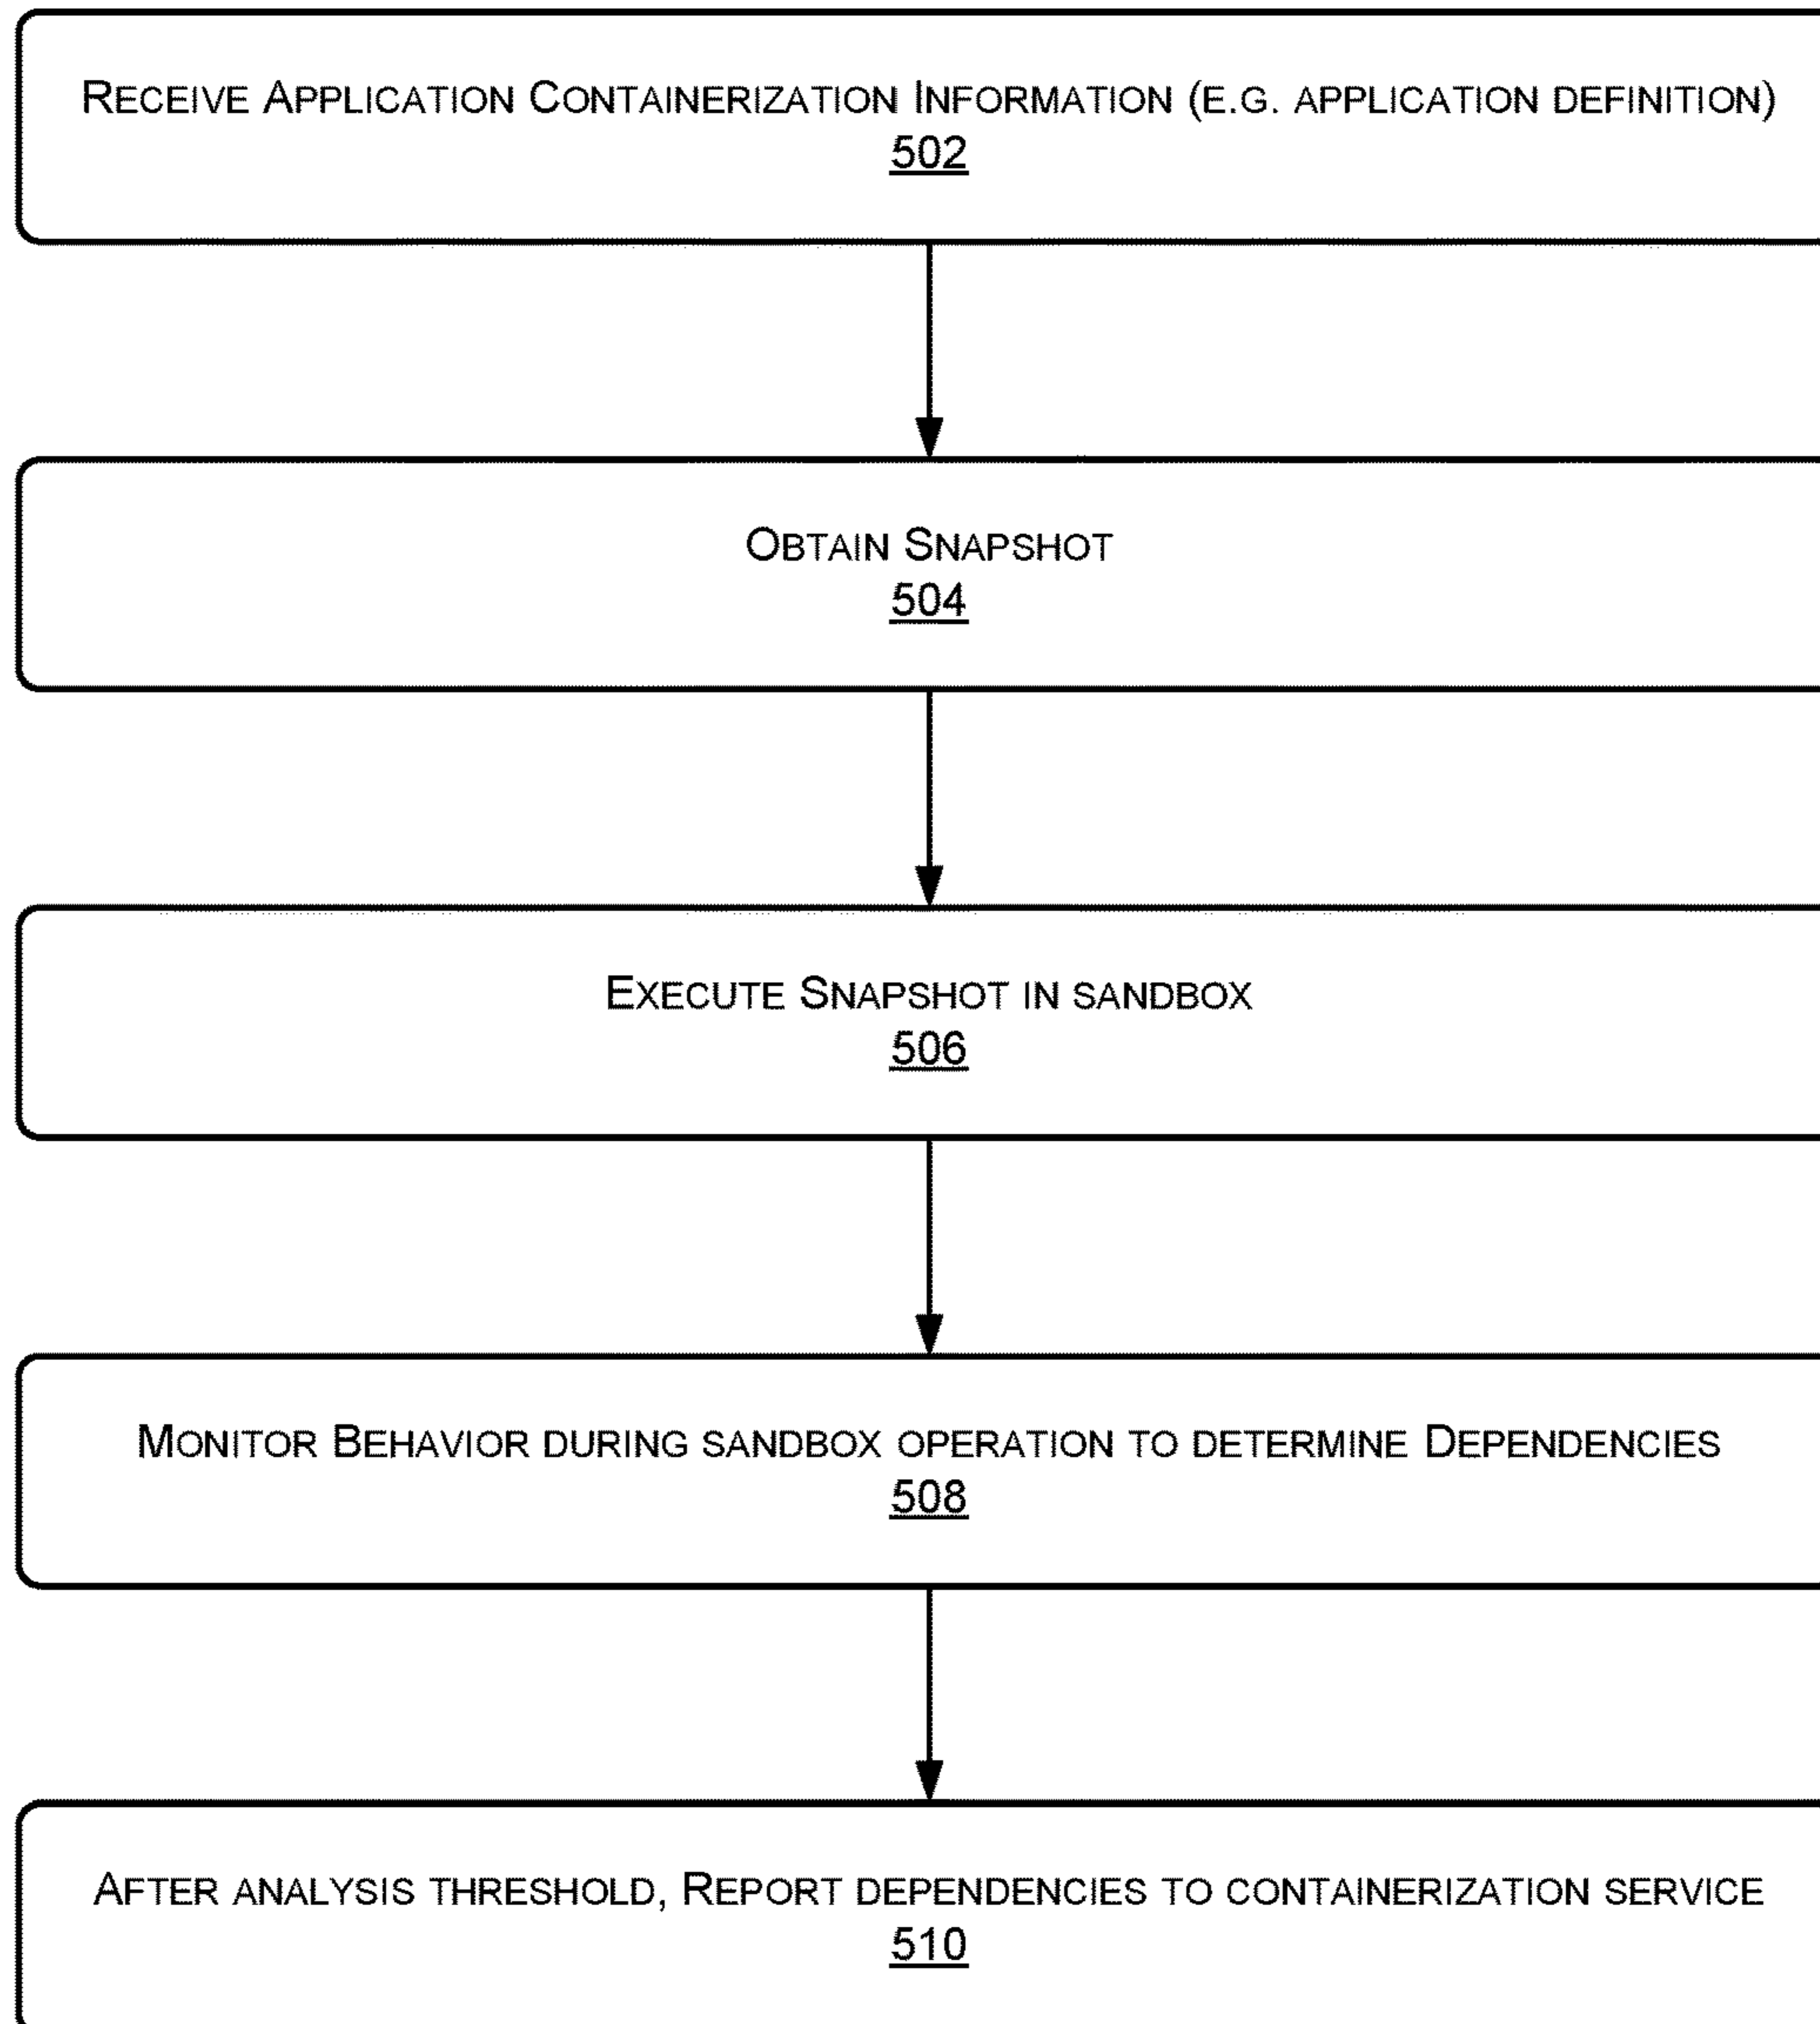 RECEIVE APPLICATION CONTAINERIZATION INFORMATION (E.G. APPLICATION DEFINITION)
502
OBTAIN SNAPSHOT
504
EXECUTE SNAPSHOT IN SANDBOX
506
MONITOR BEHAVIOR DURING SANDBOX OPERATION TO DETERMINE DEPENDENCIES
508
AFTER ANALYSIS THRESHOLD, REPORT DEPENDENCIES TO CONTAINERIZATION SERVICE
510